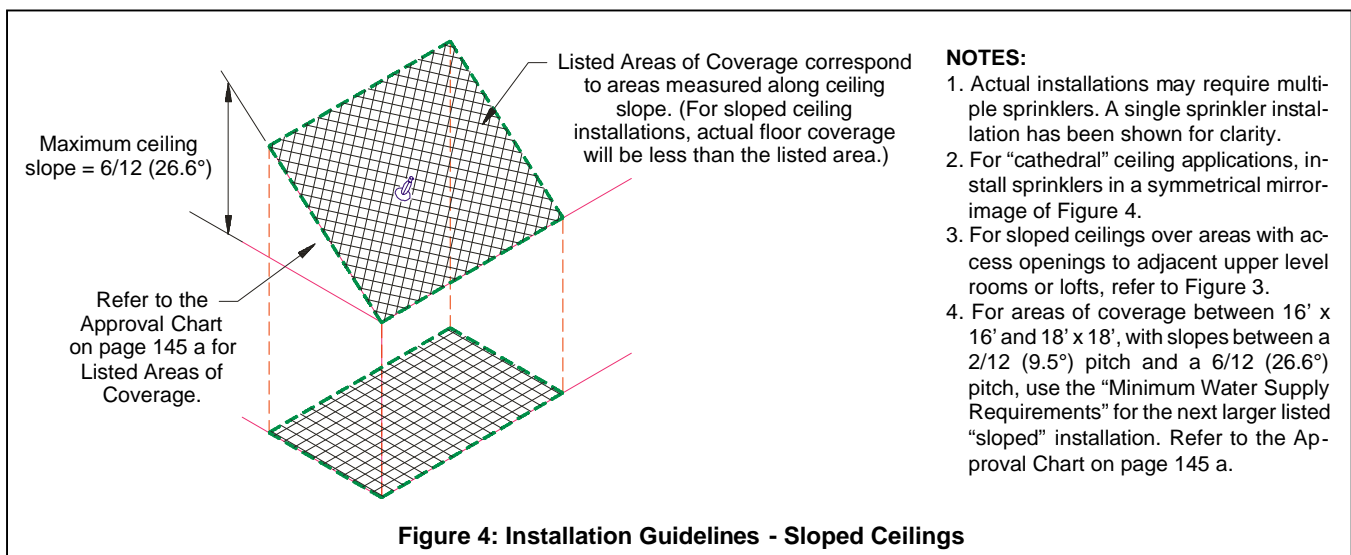 Maximum ceiling
slope = 6/12 (26.6°)
Listed Areas of Coverage correspond
to areas measured along ceiling
slope. (For sloped ceiling
installations, actual floor coverage
will be less than the listed area.)
Refer to the
Approval Chart
on page 145 a for
Listed Areas of
Coverage.
NOTES:
1. Actual installations may require multi-
ple sprinklers. A single sprinkler instal-
lation has been shown for clarity.
2. For “cathedral” ceiling applications, in-
stall sprinklers in a symmetrical mirror-
image of Figure 4.
3. For sloped ceilings over areas with ac-
cess openings to adjacent upper level
rooms or lofts, refer to Figure 3.
4. For areas of coverage between 16’ x
16’ and 18’ x 18’, with slopes between a
2/12 (9.5°) pitch and a 6/12 (26.6°)
pitch, use the “Minimum Water Supply
Requirements” for the next larger listed
“sloped” installation. Refer to the Ap-
proval Chart on page 145 a.
Figure 4: Installation Guidelines - Sloped Ceilings